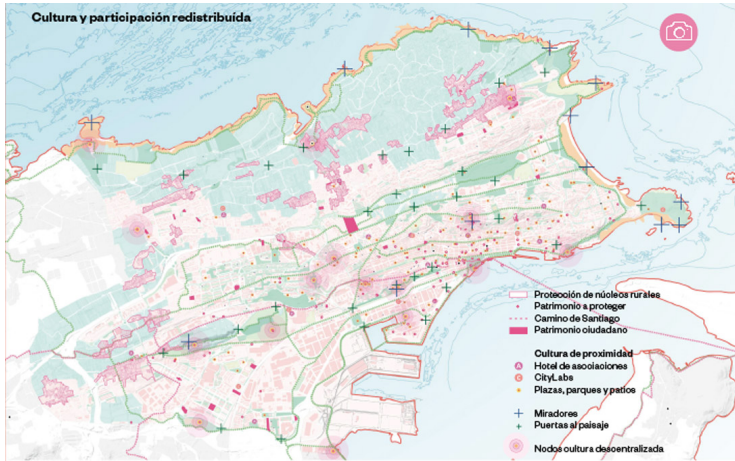 Cultura y participación redistribuída
Protección de núcleos rurales
Patrimonio a proteger
Camino de Santiago
Patrimonio ciudadano
Cultura de proximidad
A Hotel de asociaciones
C CityLabs
Plazas, parques y patios
Miradores
Puertas al paisaje
Nodos cultura descentralizada